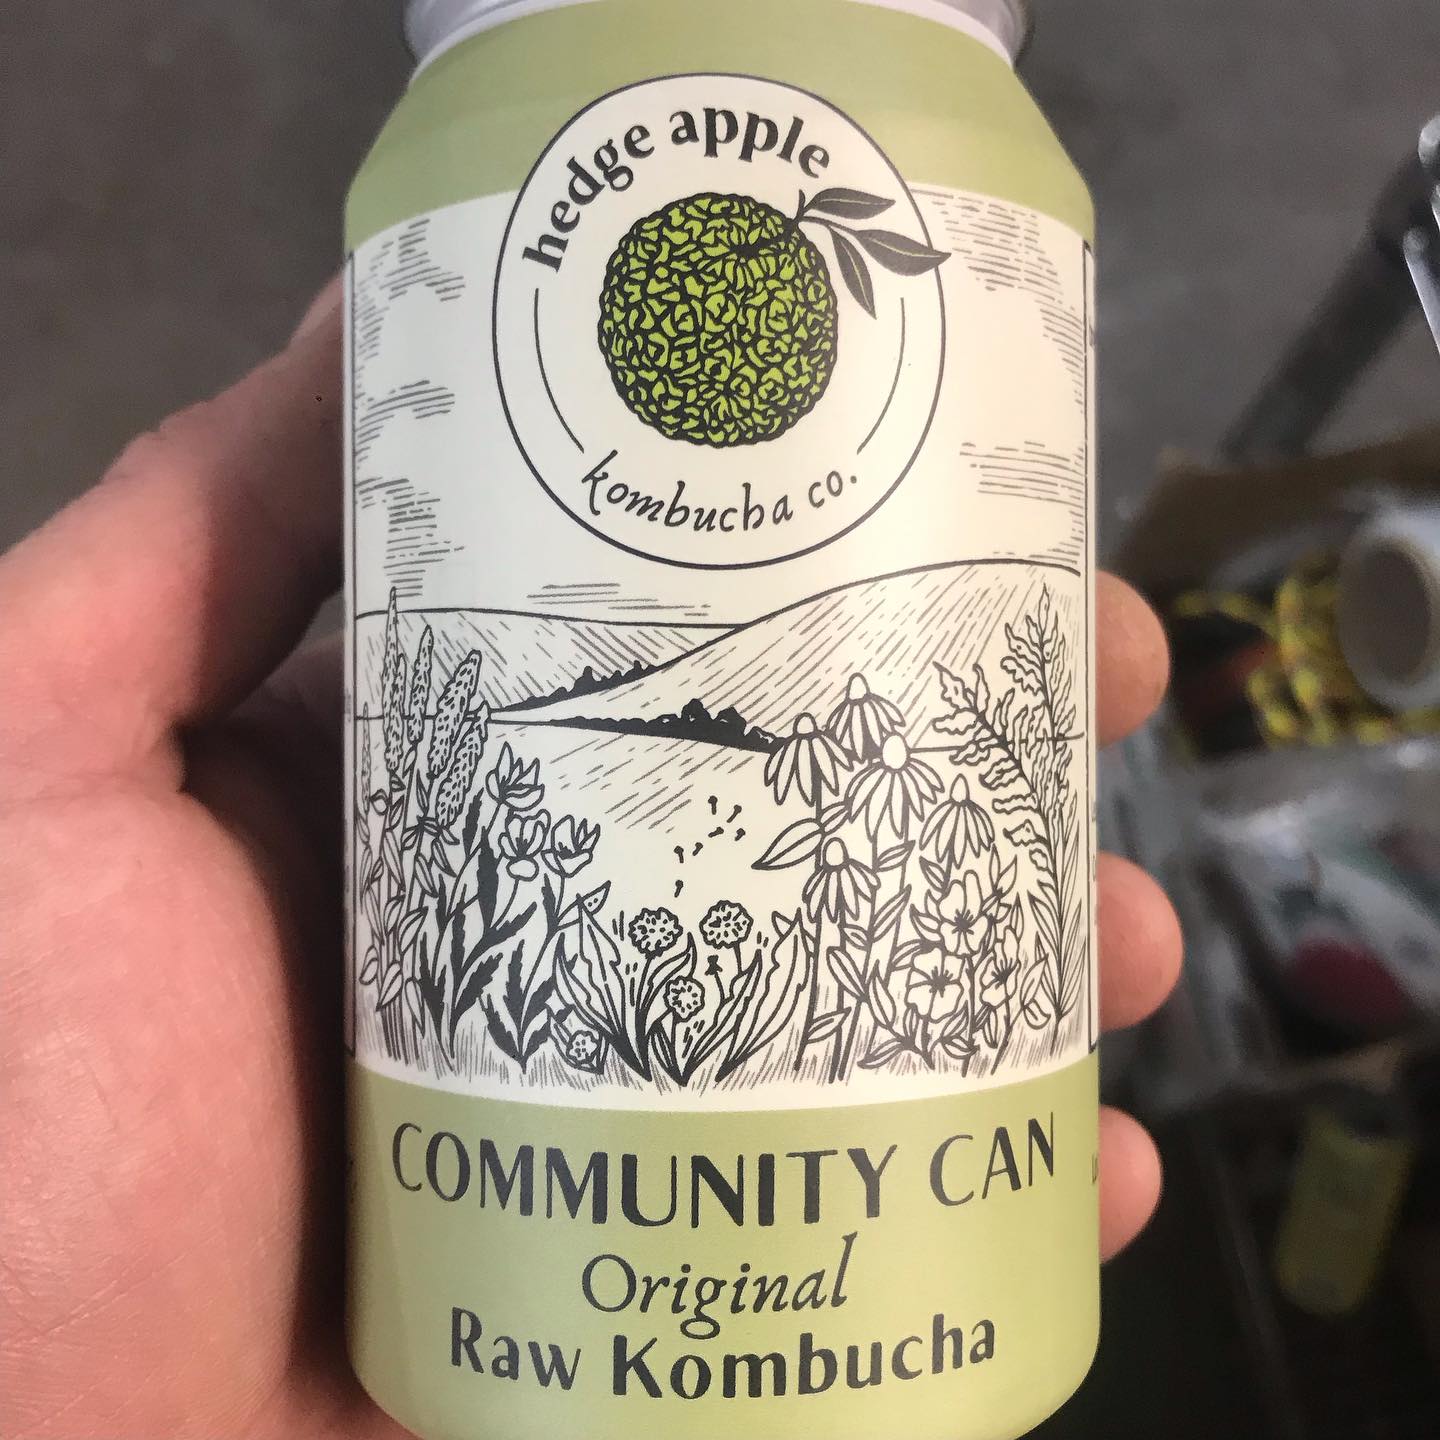 hedge apple
kombucha co.
COMMUNITY CAN
Original
Raw Kombucha